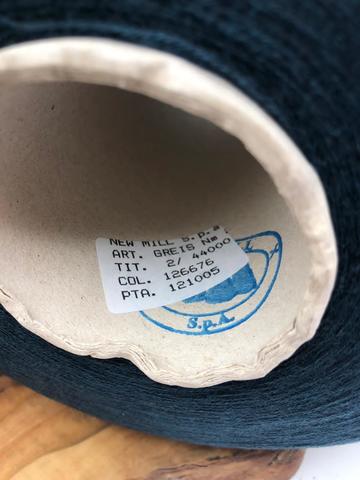 NEW MILL S.p.a
ART. GREIS Nm
TIT. 2/ 44000
COL. 126676
PTA. 121005
S.p.A.